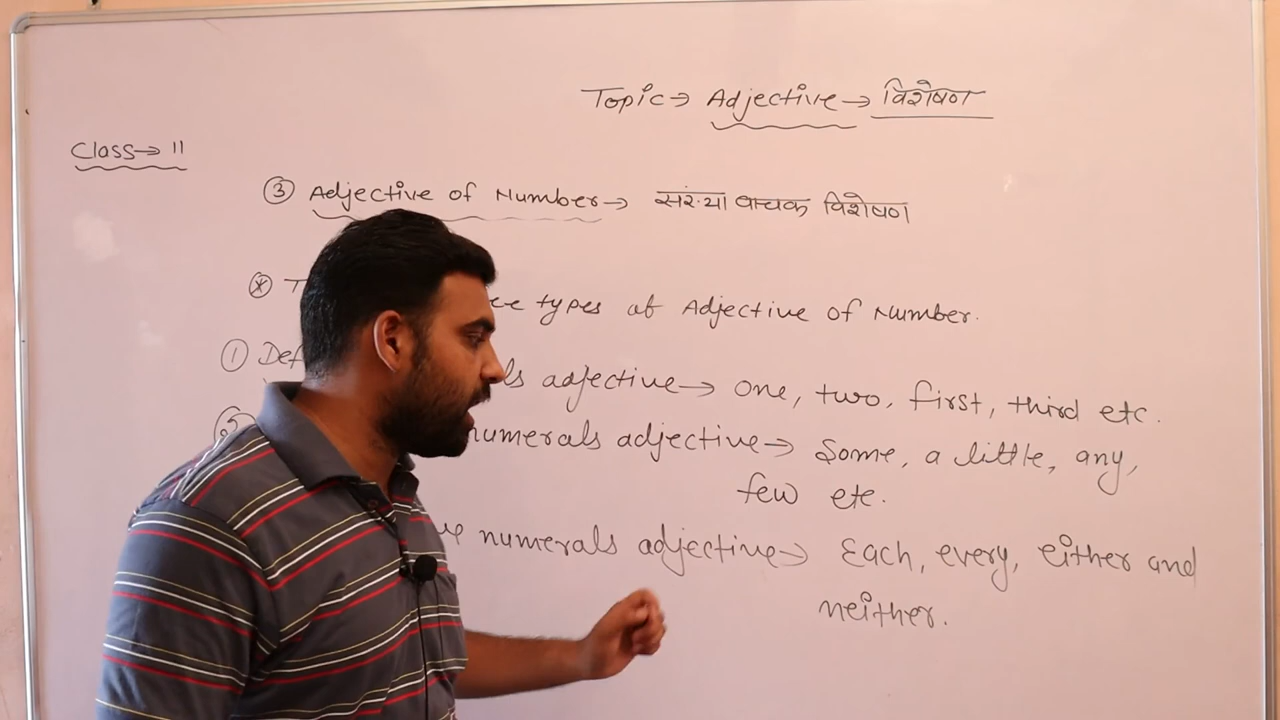 Topic → Adjective → विशेषण
Class → 11
③ Adjective of Number → संख्या वाचक विशेषण
types of Adjective of Number.
① adjective → one, two, first, third etc.
② numerals adjective → Some, a little, any,
few etc.
numerals adjective → Each, every, either and
neither.